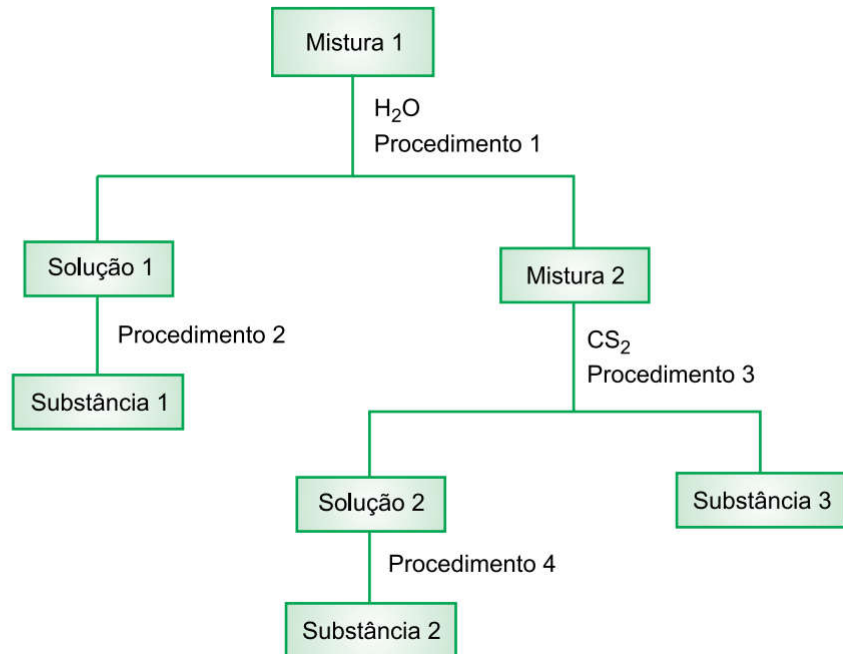 Mistura 1
H₂O
Procedimento 1
Solução 1
Mistura 2
Procedimento 2
CS₂
Procedimento 3
Substância 1
Solução 2
Substância 3
Procedimento 4
Substância 2